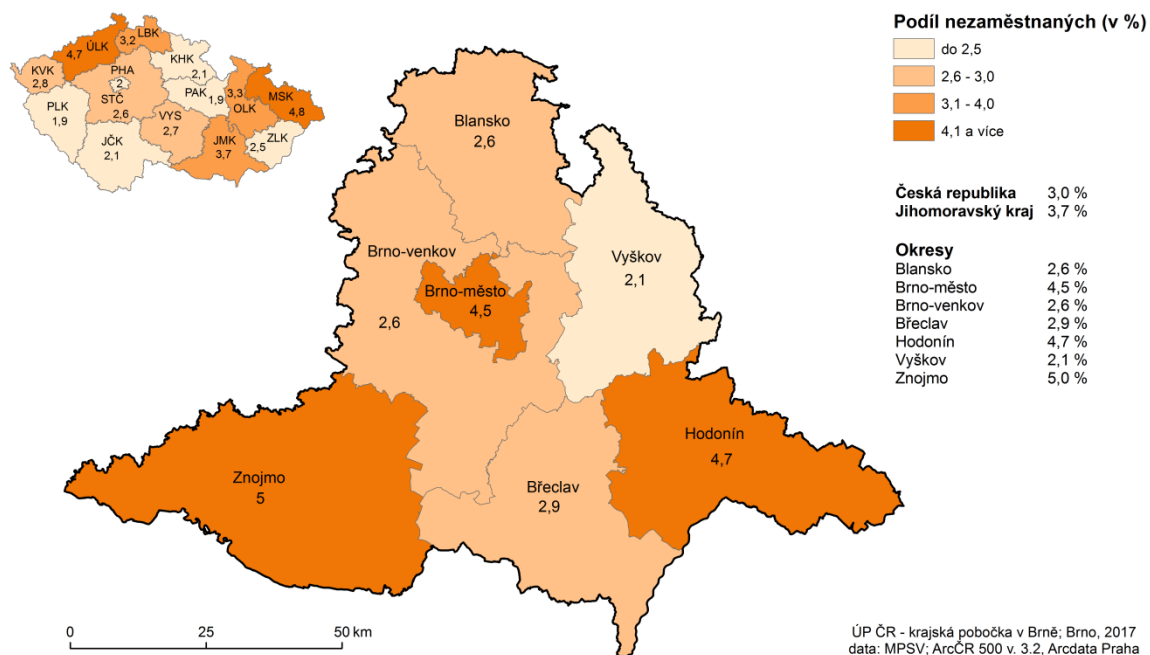 ÚLK
4,7
LBK
3,2
KHK
2,1
KVK
2,8
PHA
2
STČ
2,6
PAK
1,9
3,3
OLK
MSK
4,8
PLK
1,9
VYS
2,7
JČK
2,1
JMK
3,7
ZLK
2,5
Podíl nezaměstnaných (v %)
do 2,5
2,6 - 3,0
3,1 - 4,0
4,1 a více
Česká republika 3,0 %
Jihomoravský kraj 3,7 %
Okresy
Blansko 2,6 %
Brno-město 4,5 %
Brno-venkov 2,6 %
Břeclav 2,9 %
Hodonín 4,7 %
Vyškov 2,1 %
Znojmo 5,0 %
Blansko
2,6
Brno-venkov
2,6
Vyškov
2,1
Brno-město
4,5
Hodonín
4,7
Znojmo
5
Břeclav
2,9
0 25 50 km
ÚP ČR - krajská pobočka v Brně; Brno, 2017
data: MPSV; ArcČR 500 v. 3.2, Arcdata Praha